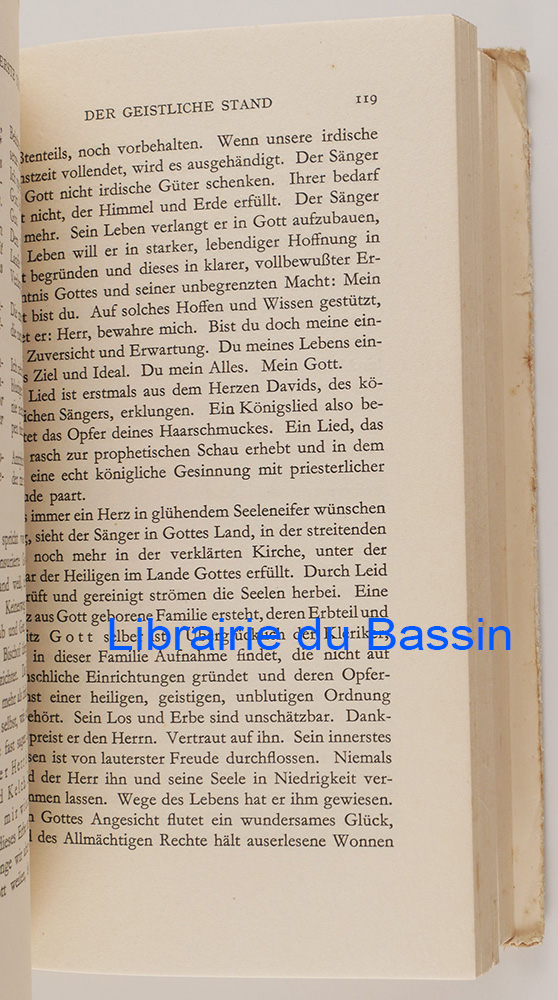 DER GEISTLICHE STAND 119
ßtenteils, noch vorbehalten. Wenn unsere irdische
nstzeit vollendet, wird es ausgehändigt. Der Sänger
Gott nicht irdische Güter schenken. Ihrer bedarf
t nicht, der Himmel und Erde erfüllt. Der Sänger
mehr. Sein Leben verlangt er in Gott aufzubauen,
Leben will er in starker, lebendiger Hoffnung in
t begründen und dieses in klarer, vollbewußter Er-
ntnis Gottes und seiner unbegrenzten Macht: Mein
t bist du. Auf solches Hoffen und Wissen gestützt,
et er: Herr, bewahre mich. Bist du doch meine ein-
Zuversicht und Erwartung. Du meines Lebens ein-
s Ziel und Ideal. Du mein Alles. Mein Gott.
Lied ist erstmals aus dem Herzen Davids, des kö-
ichen Sängers, erklungen. Ein Königslied also be-
tet das Opfer deines Haarschmuckes. Ein Lied, das
rasch zur prophetischen Schau erhebt und in dem
eine echt königliche Gesinnung mit priesterlicher
de paart.
s immer ein Herz in glühendem Seeleneifer wünschen
g, sieht der Sänger in Gottes Land, in der streitenden
noch mehr in der verklärten Kirche, unter der
ar der Heiligen im Lande Gottes erfüllt. Durch Leid
rüft und gereinigt strömen die Seelen herbei. Eine
z aus Gott geborene Familie ersteht, deren Erbteil und
itz Gott selber ist. Überglücklich der Kleriker,
in dieser Familie Aufnahme findet, die nicht auf
schliche Einrichtungen gründet und deren Opfer-
nst einer heiligen, geistigen, unblutigen Ordnung
ehört. Sein Los und Erbe sind unschätzbar. Dank-
preist er den Herrn. Vertraut auf ihn. Sein innerstes
sen ist von lauterster Freude durchflossen. Niemals
d der Herr ihn und seine Seele in Niedrigkeit ver-
mmen lassen. Wege des Lebens hat er ihm gewiesen.
n Gottes Angesicht flutet ein wundersames Glück,
d des Allmächtigen Rechte hält auserlesene Wonnen
Librairie du Bassin